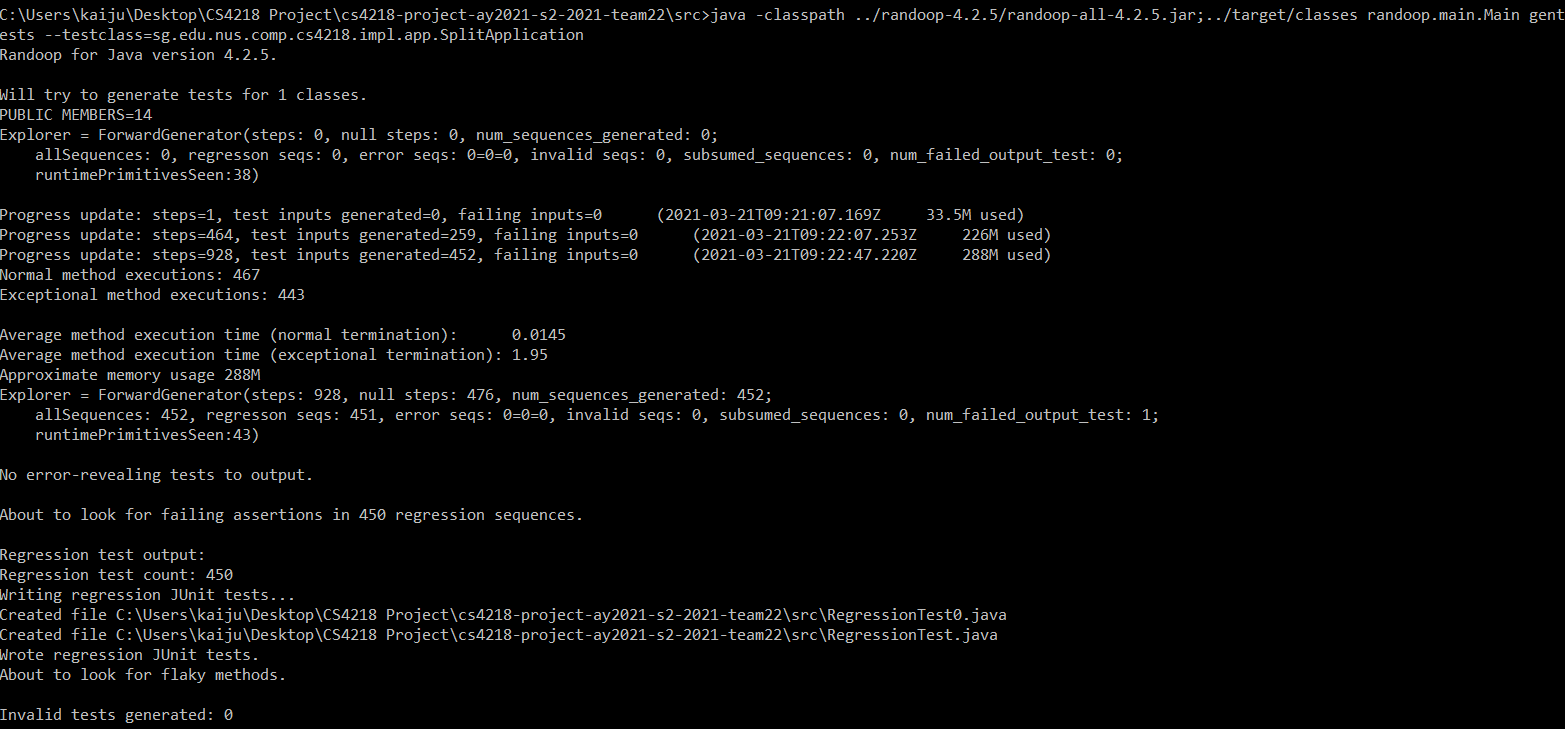 C:\Users\kaiju\Desktop\CS4218 Project\cs4218-project-ay2021-s2-2021-team22\src>java -classpath ../randoop-4.2.5/randoop-all-4.2.5.jar;../target/classes randoop.main.Main gent
ests --testclass=sg.edu.nus.comp.cs4218.impl.app.SplitApplication
Randoop for Java version 4.2.5.

Will try to generate tests for 1 classes.
PUBLIC MEMBERS=14
Explorer = ForwardGenerator(steps: 0, null steps: 0, num_sequences_generated: 0;
    allSequences: 0, regresson seqs: 0, error seqs: 0=0=0, invalid seqs: 0, subsumed_sequences: 0, num_failed_output_test: 0;
    runtimePrimitivesSeen:38)

Progress update: steps=1, test inputs generated=0, failing inputs=0      (2021-03-21T09:21:07.169Z     33.5M used)
Progress update: steps=464, test inputs generated=259, failing inputs=0      (2021-03-21T09:22:07.253Z     226M used)
Progress update: steps=928, test inputs generated=452, failing inputs=0      (2021-03-21T09:22:47.220Z     288M used)
Normal method executions: 467
Exceptional method executions: 443

Average method execution time (normal termination):      0.0145
Average method execution time (exceptional termination): 1.95
Approximate memory usage 288M
Explorer = ForwardGenerator(steps: 928, null steps: 476, num_sequences_generated: 452;
    allSequences: 452, regresson seqs: 451, error seqs: 0=0=0, invalid seqs: 0, subsumed_sequences: 0, num_failed_output_test: 1;
    runtimePrimitivesSeen:43)

No error-revealing tests to output.

About to look for failing assertions in 450 regression sequences.

Regression test output:
Regression test count: 450
Writing regression JUnit tests...
Created file C:\Users\kaiju\Desktop\CS4218 Project\cs4218-project-ay2021-s2-2021-team22\src\RegressionTest0.java
Created file C:\Users\kaiju\Desktop\CS4218 Project\cs4218-project-ay2021-s2-2021-team22\src\RegressionTest.java
Wrote regression JUnit tests.
About to look for flaky methods.

Invalid tests generated: 0